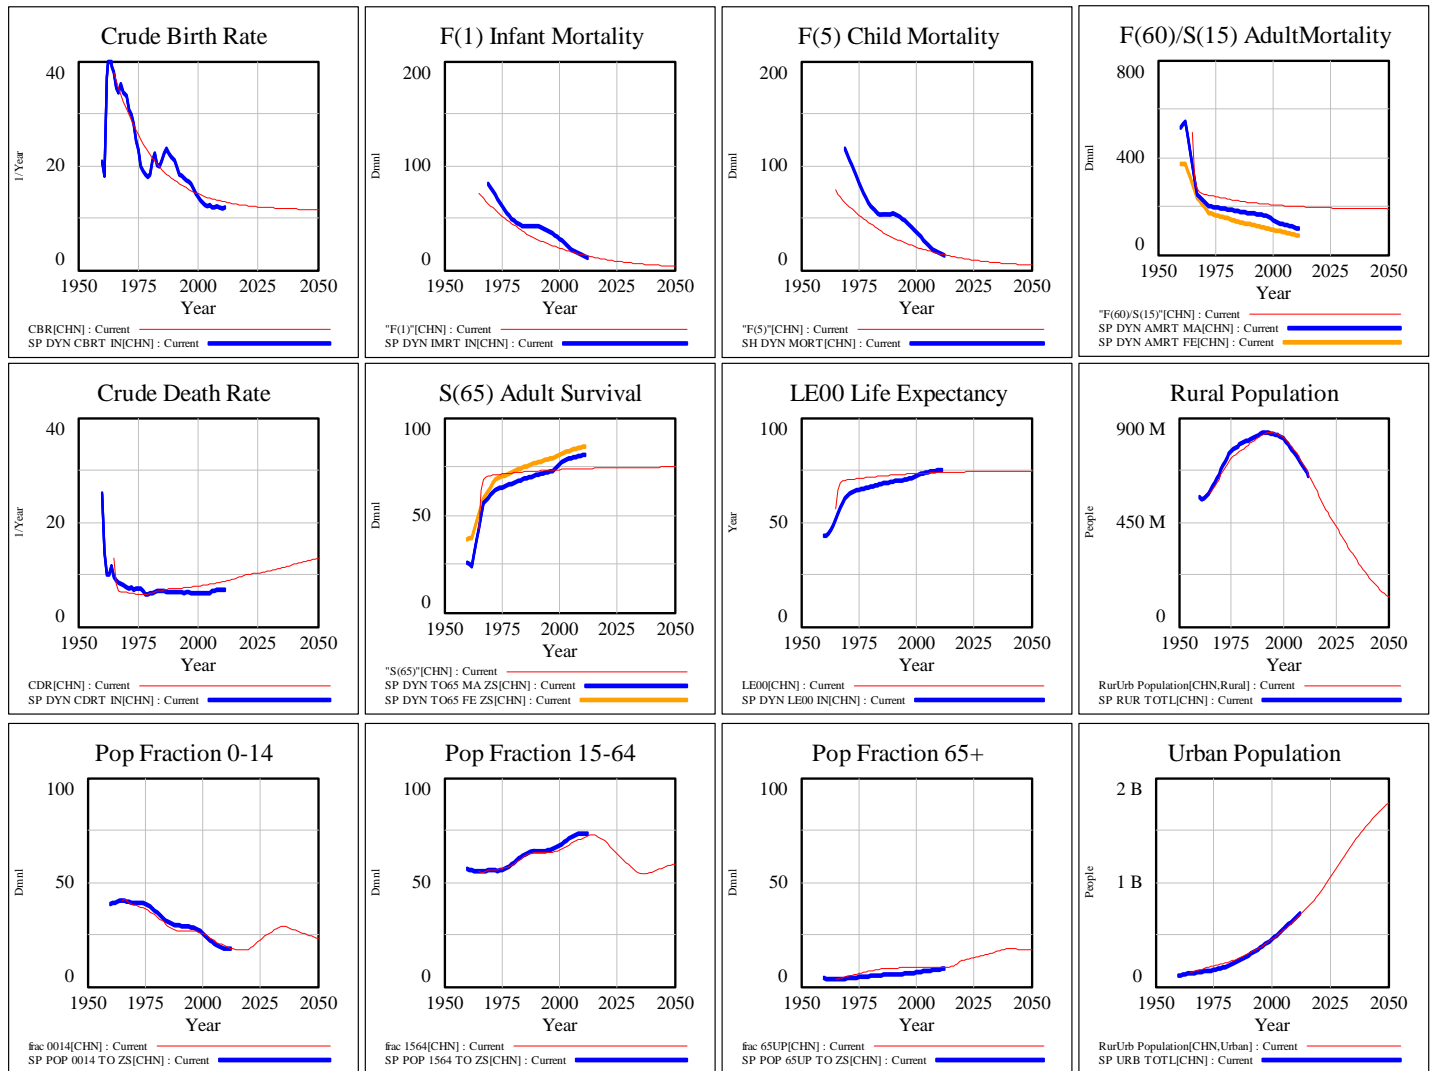 Crude Birth Rate
40
20
0
1/Year
1950 1975 2000 2025 2050
Year
CBR[CHN] : Current
SP DYN CBRT IN[CHN] : Current
F(1) Infant Mortality
200
100
0
Dmnl
1950 1975 2000 2025 2050
Year
"F(1)"[CHN] : Current
SP DYN IMRT IN[CHN] : Current
F(5) Child Mortality
200
100
0
Dmnl
1950 1975 2000 2025 2050
Year
"F(5)"[CHN] : Current
SH DYN MORT[CHN] : Current
F(60)/S(15) AdultMortality
800
400
0
Dmnl
1950 1975 2000 2025 2050
Year
"F(60)/S(15)"[CHN] : Current
SP DYN AMRT MA[CHN] : Current
SP DYN AMRT FE[CHN] : Current
Crude Death Rate
40
20
0
1/Year
1950 1975 2000 2025 2050
Year
CDR[CHN] : Current
SP DYN CDRT IN[CHN] : Current
S(65) Adult Survival
100
50
0
Dmnl
1950 1975 2000 2025 2050
Year
"S(65)"[CHN] : Current
SP DYN TO65 MA ZS[CHN] : Current
SP DYN TO65 FE ZS[CHN] : Current
LE00 Life Expectancy
100
50
0
Year
1950 1975 2000 2025 2050
Year
LE00[CHN] : Current
SP DYN LE00 IN[CHN] : Current
Rural Population
900 M
450 M
0
People
1950 1975 2000 2025 2050
Year
RurUrb Population[CHN,Rural] : Current
SP RUR TOTL[CHN] : Current
Pop Fraction 0-14
100
50
0
Dmnl
1950 1975 2000 2025 2050
Year
frac 0014[CHN] : Current
SP POP 0014 TO ZS[CHN] : Current
Pop Fraction 15-64
100
50
0
Dmnl
1950 1975 2000 2025 2050
Year
frac 1564[CHN] : Current
SP POP 1564 TO ZS[CHN] : Current
Pop Fraction 65+
100
50
0
Dmnl
1950 1975 2000 2025 2050
Year
frac 65UP[CHN] : Current
SP POP 65UP TO ZS[CHN] : Current
Urban Population
2 B
1 B
0
People
1950 1975 2000 2025 2050
Year
RurUrb Population[CHN,Urban] : Current
SP URB TOTL[CHN] : Current